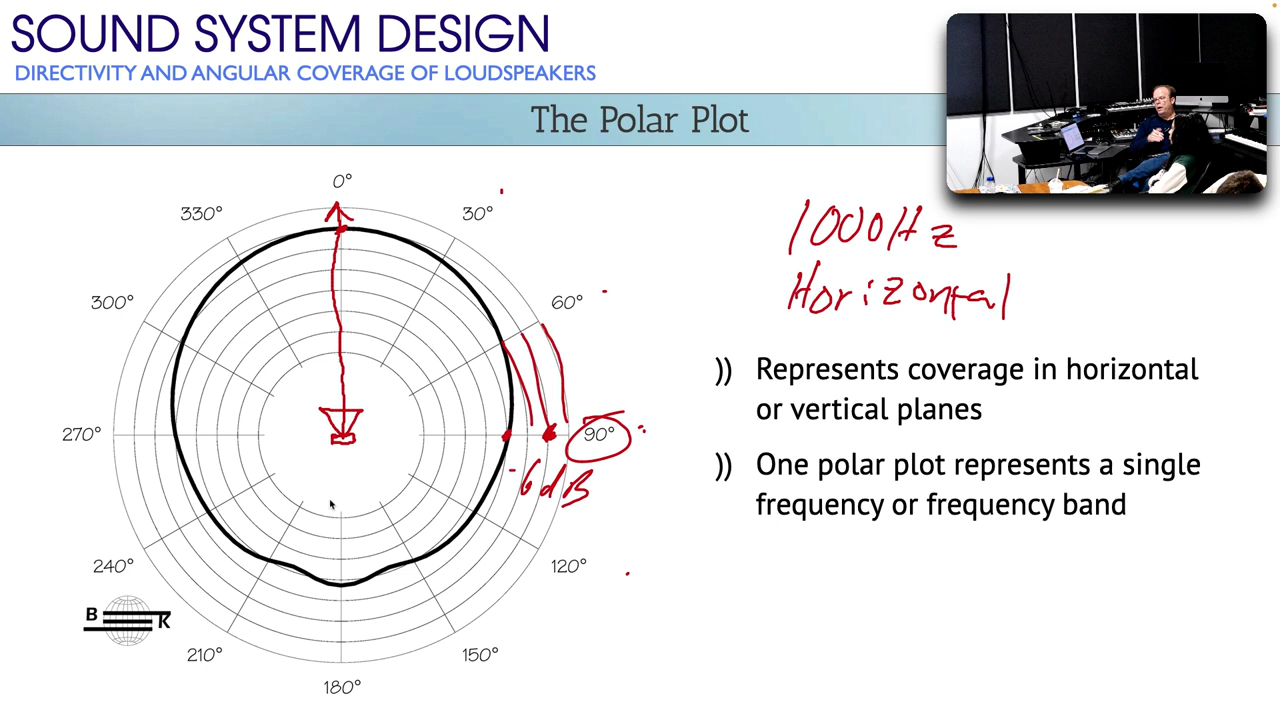 SOUND SYSTEM DESIGN
DIRECTIVITY AND ANGULAR COVERAGE OF LOUDSPEAKERS
The Polar Plot
0°
330°
30°
300°
60°
270°
90°
-6dB
240°
120°
B K
210°
150°
180°
1000Hz
Horizontal
)) Represents coverage in horizontal
or vertical planes
)) One polar plot represents a single
frequency or frequency band